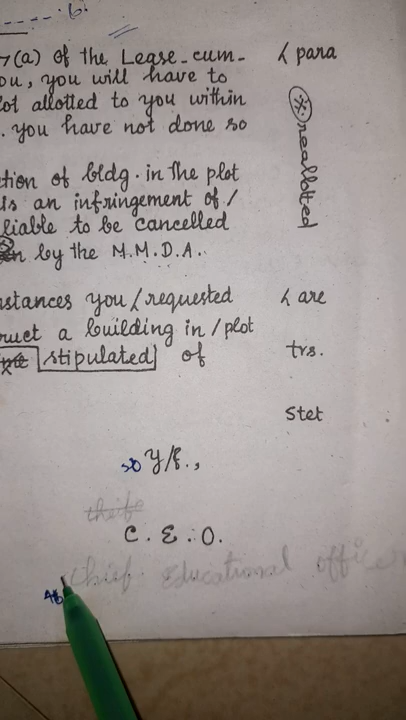 6
7(a) of the Lease-cum- para
ou, you will have to
ot allotted to you within
. you have not done so
reallotted
tion of bldg. in the plot
is an infringement of /
liable to be cancelled
by the M.M.D.A.
nstances you / requested are
ruct a building in / plot
stipulated of trs.
Stet
Y/f.,
C.E.O.
Chief Educational officer